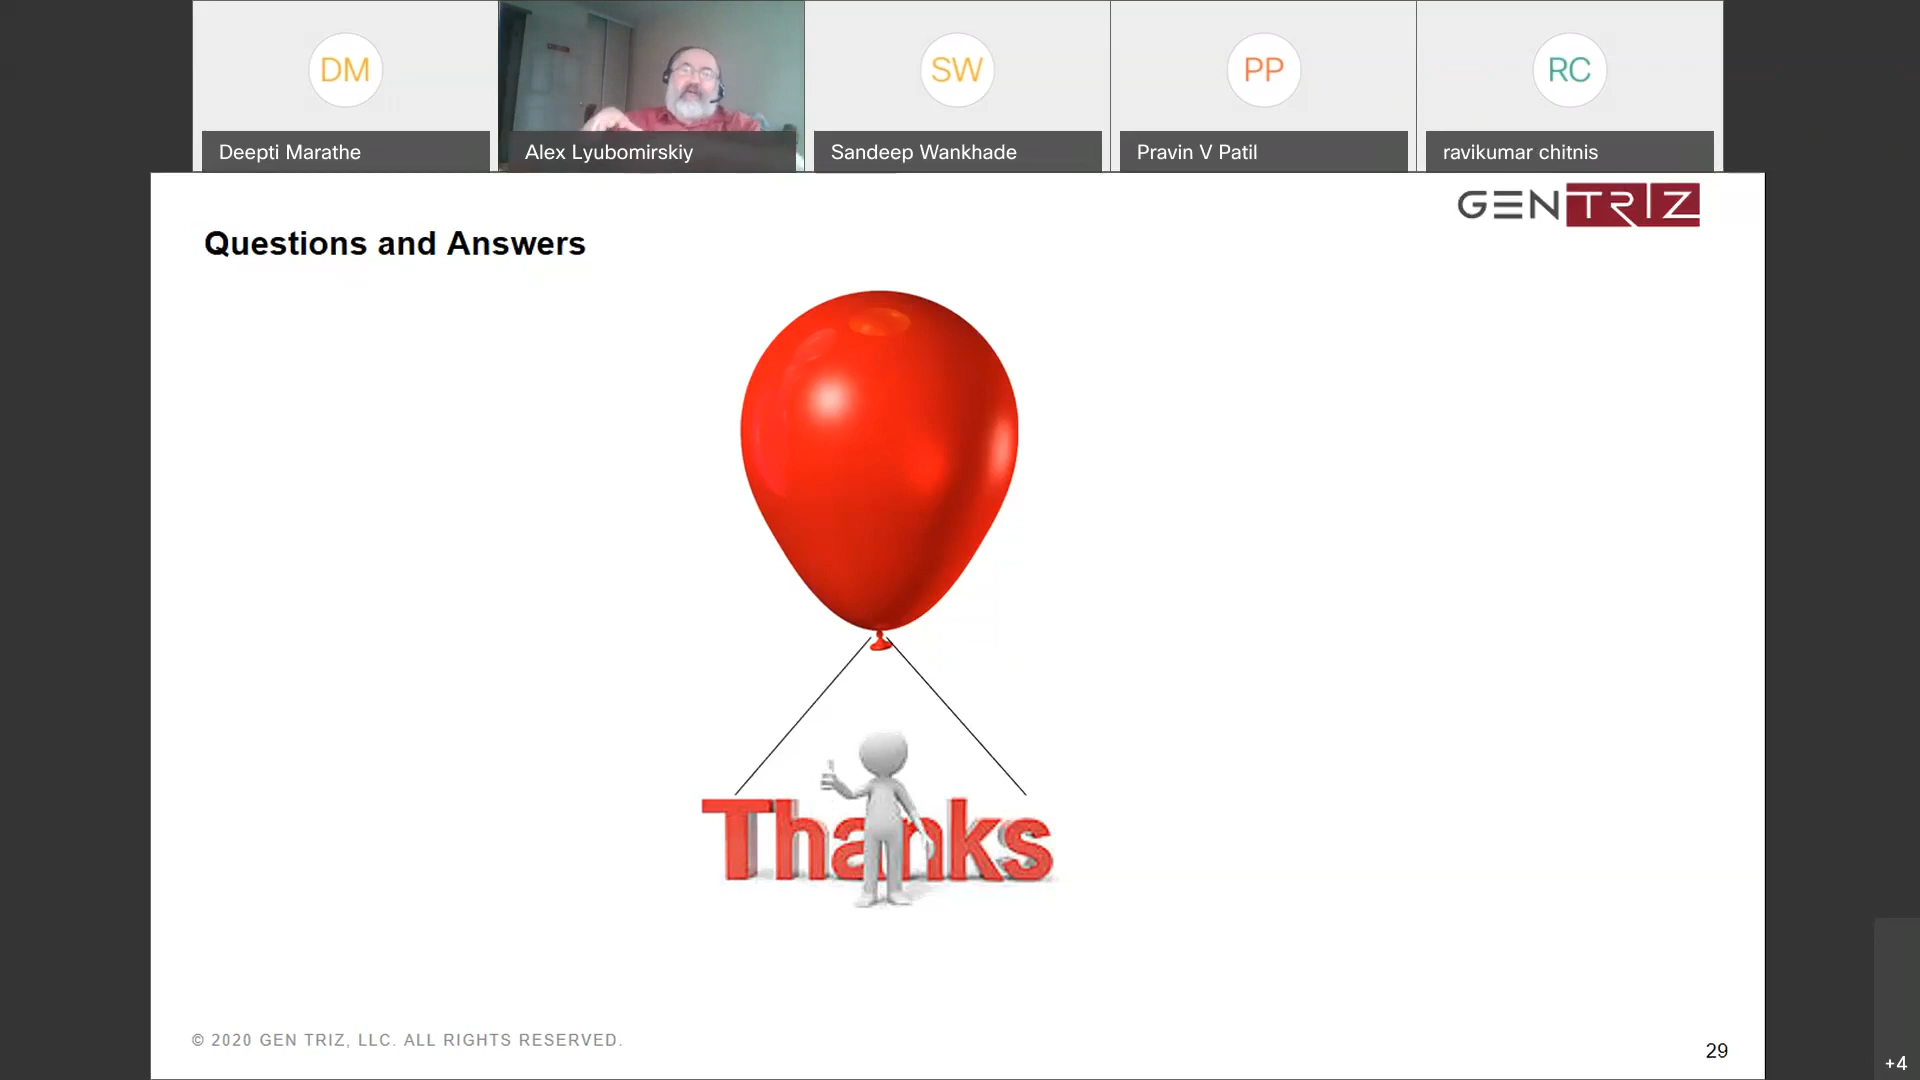 DM
SW
PP
RC
Deepti Marathe
Alex Lyubomirskiy
Sandeep Wankhade
Pravin V Patil
ravikumar chitnis
GEN TRIZ
Questions and Answers
Thanks
© 2020 GEN TRIZ, LLC. ALL RIGHTS RESERVED.
29
+4